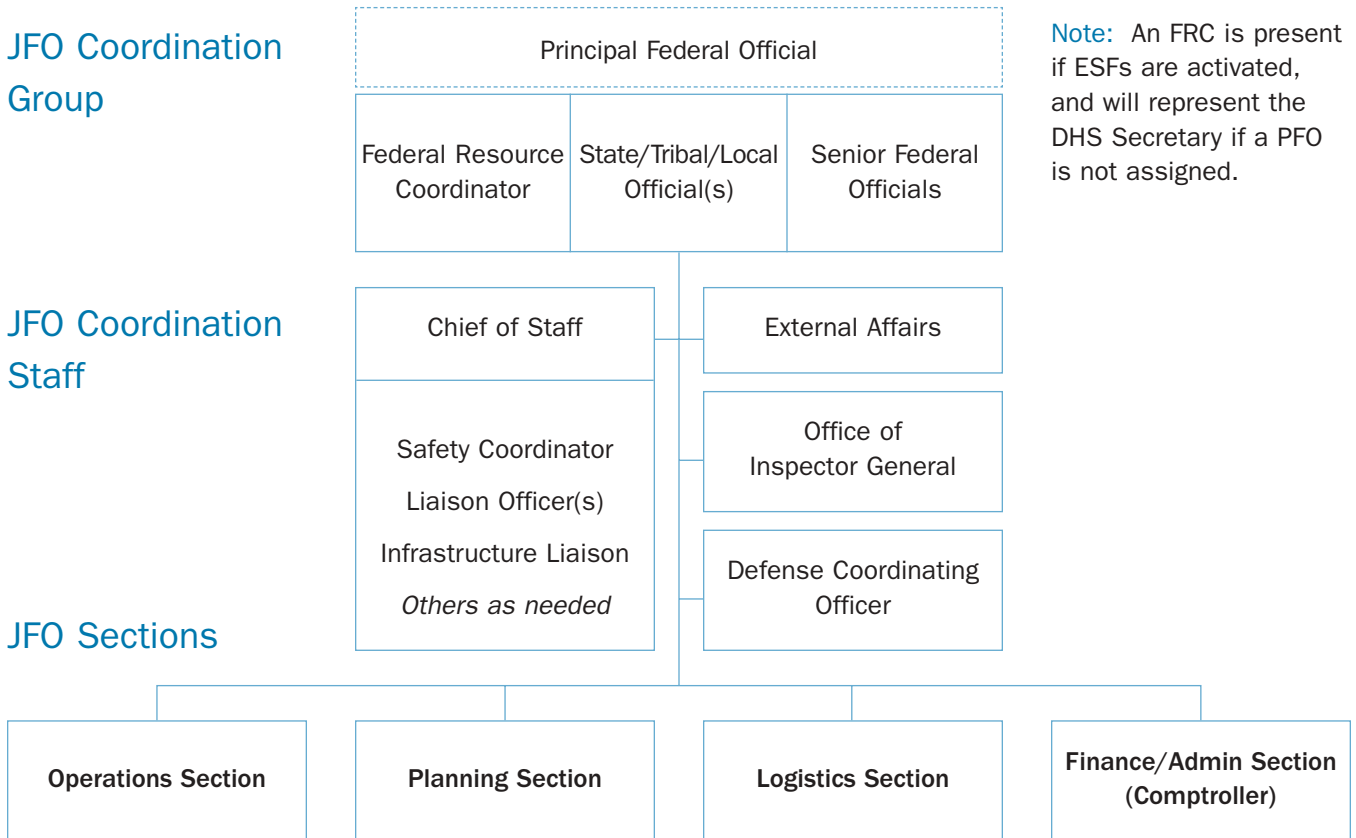 JFO Coordination
Group
Principal Federal Official
Federal Resource
Coordinator
State/Tribal/Local
Official(s)
Senior Federal
Officials
Note: An FRC is present
if ESFs are activated,
and will represent the
DHS Secretary if a PFO
is not assigned.
JFO Coordination
Staff
Chief of Staff
Safety Coordinator
Liaison Officer(s)
Infrastructure Liaison
Others as needed
External Affairs
Office of
Inspector General
Defense Coordinating
Officer
JFO Sections
Operations Section
Planning Section
Logistics Section
Finance/Admin Section
(Comptroller)